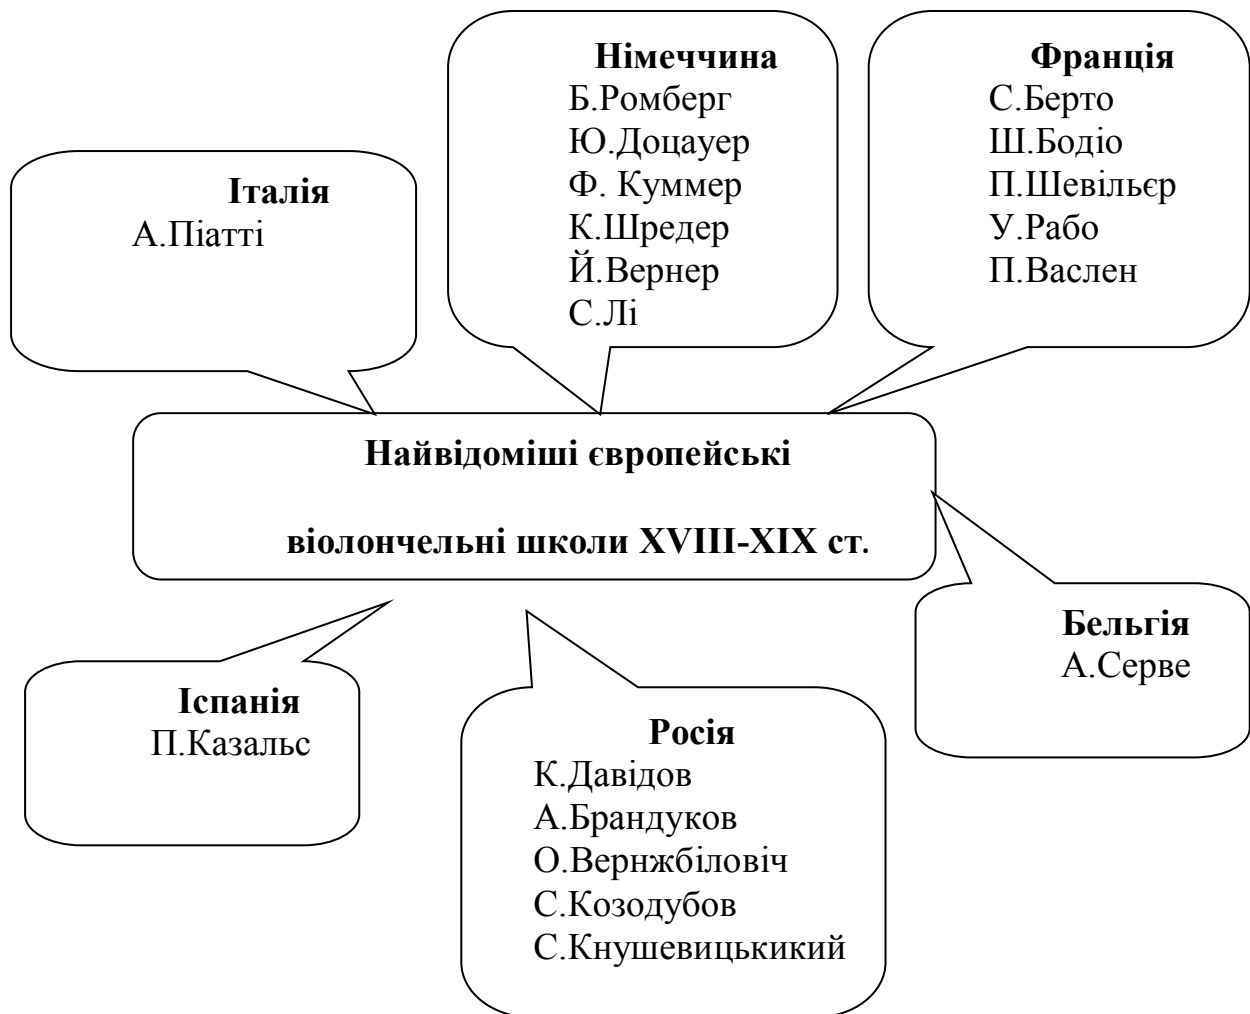 Німеччина
Б.Ромберг
Ю.Доцауер
Ф. Куммер
К.Шредер
Й.Вернер
С.Лі
Франція
С.Берто
Ш.Бодіо
П.Шевільєр
У.Рабо
П.Васлен
Італія
А.Піатті
Найвідоміші європейські
віолончельні школи XVIII-XIX ст.
Бельгія
А.Серве
Іспанія
П.Казальс
Росія
К.Давідов
А.Брандуков
О.Вернжбіловіч
С.Козодубов
С.Кнушевицькикий